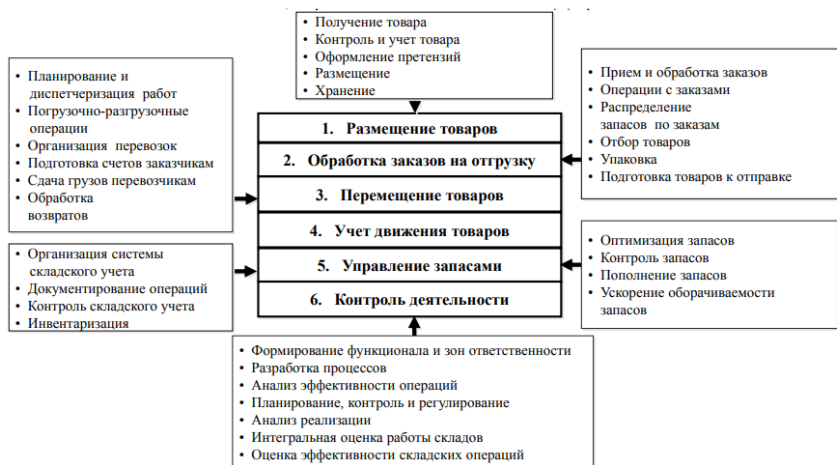 • Получение товара
• Контроль и учет товара
• Оформление претензий
• Размещение
• Хранение
• Планирование и
диспетчеризация работ
• Погрузочно-разгрузочные
операции
• Организация перевозок
• Подготовка счетов заказчикам
• Сдача грузов перевозчикам
• Обработка
возвратов
• Прием и обработка заказов
• Операции с заказами
• Распределение
запасов по заказам
• Отбор товаров
• Упаковка
• Подготовка товаров к отправке
1. Размещение товаров
2. Обработка заказов на отгрузку
3. Перемещение товаров
4. Учет движения товаров
5. Управление запасами
6. Контроль деятельности
• Организация системы
складского учета
• Документирование операций
• Контроль складского учета
• Инвентаризация
• Оптимизация запасов
• Контроль запасов
• Пополнение запасов
• Ускорение оборачиваемости
запасов
• Формирование функционала и зон ответственности
• Разработка процессов
• Анализ эффективности операций
• Планирование, контроль и регулирование
• Анализ реализации
• Интегральная оценка работы складов
• Оценка эффективности складских операций